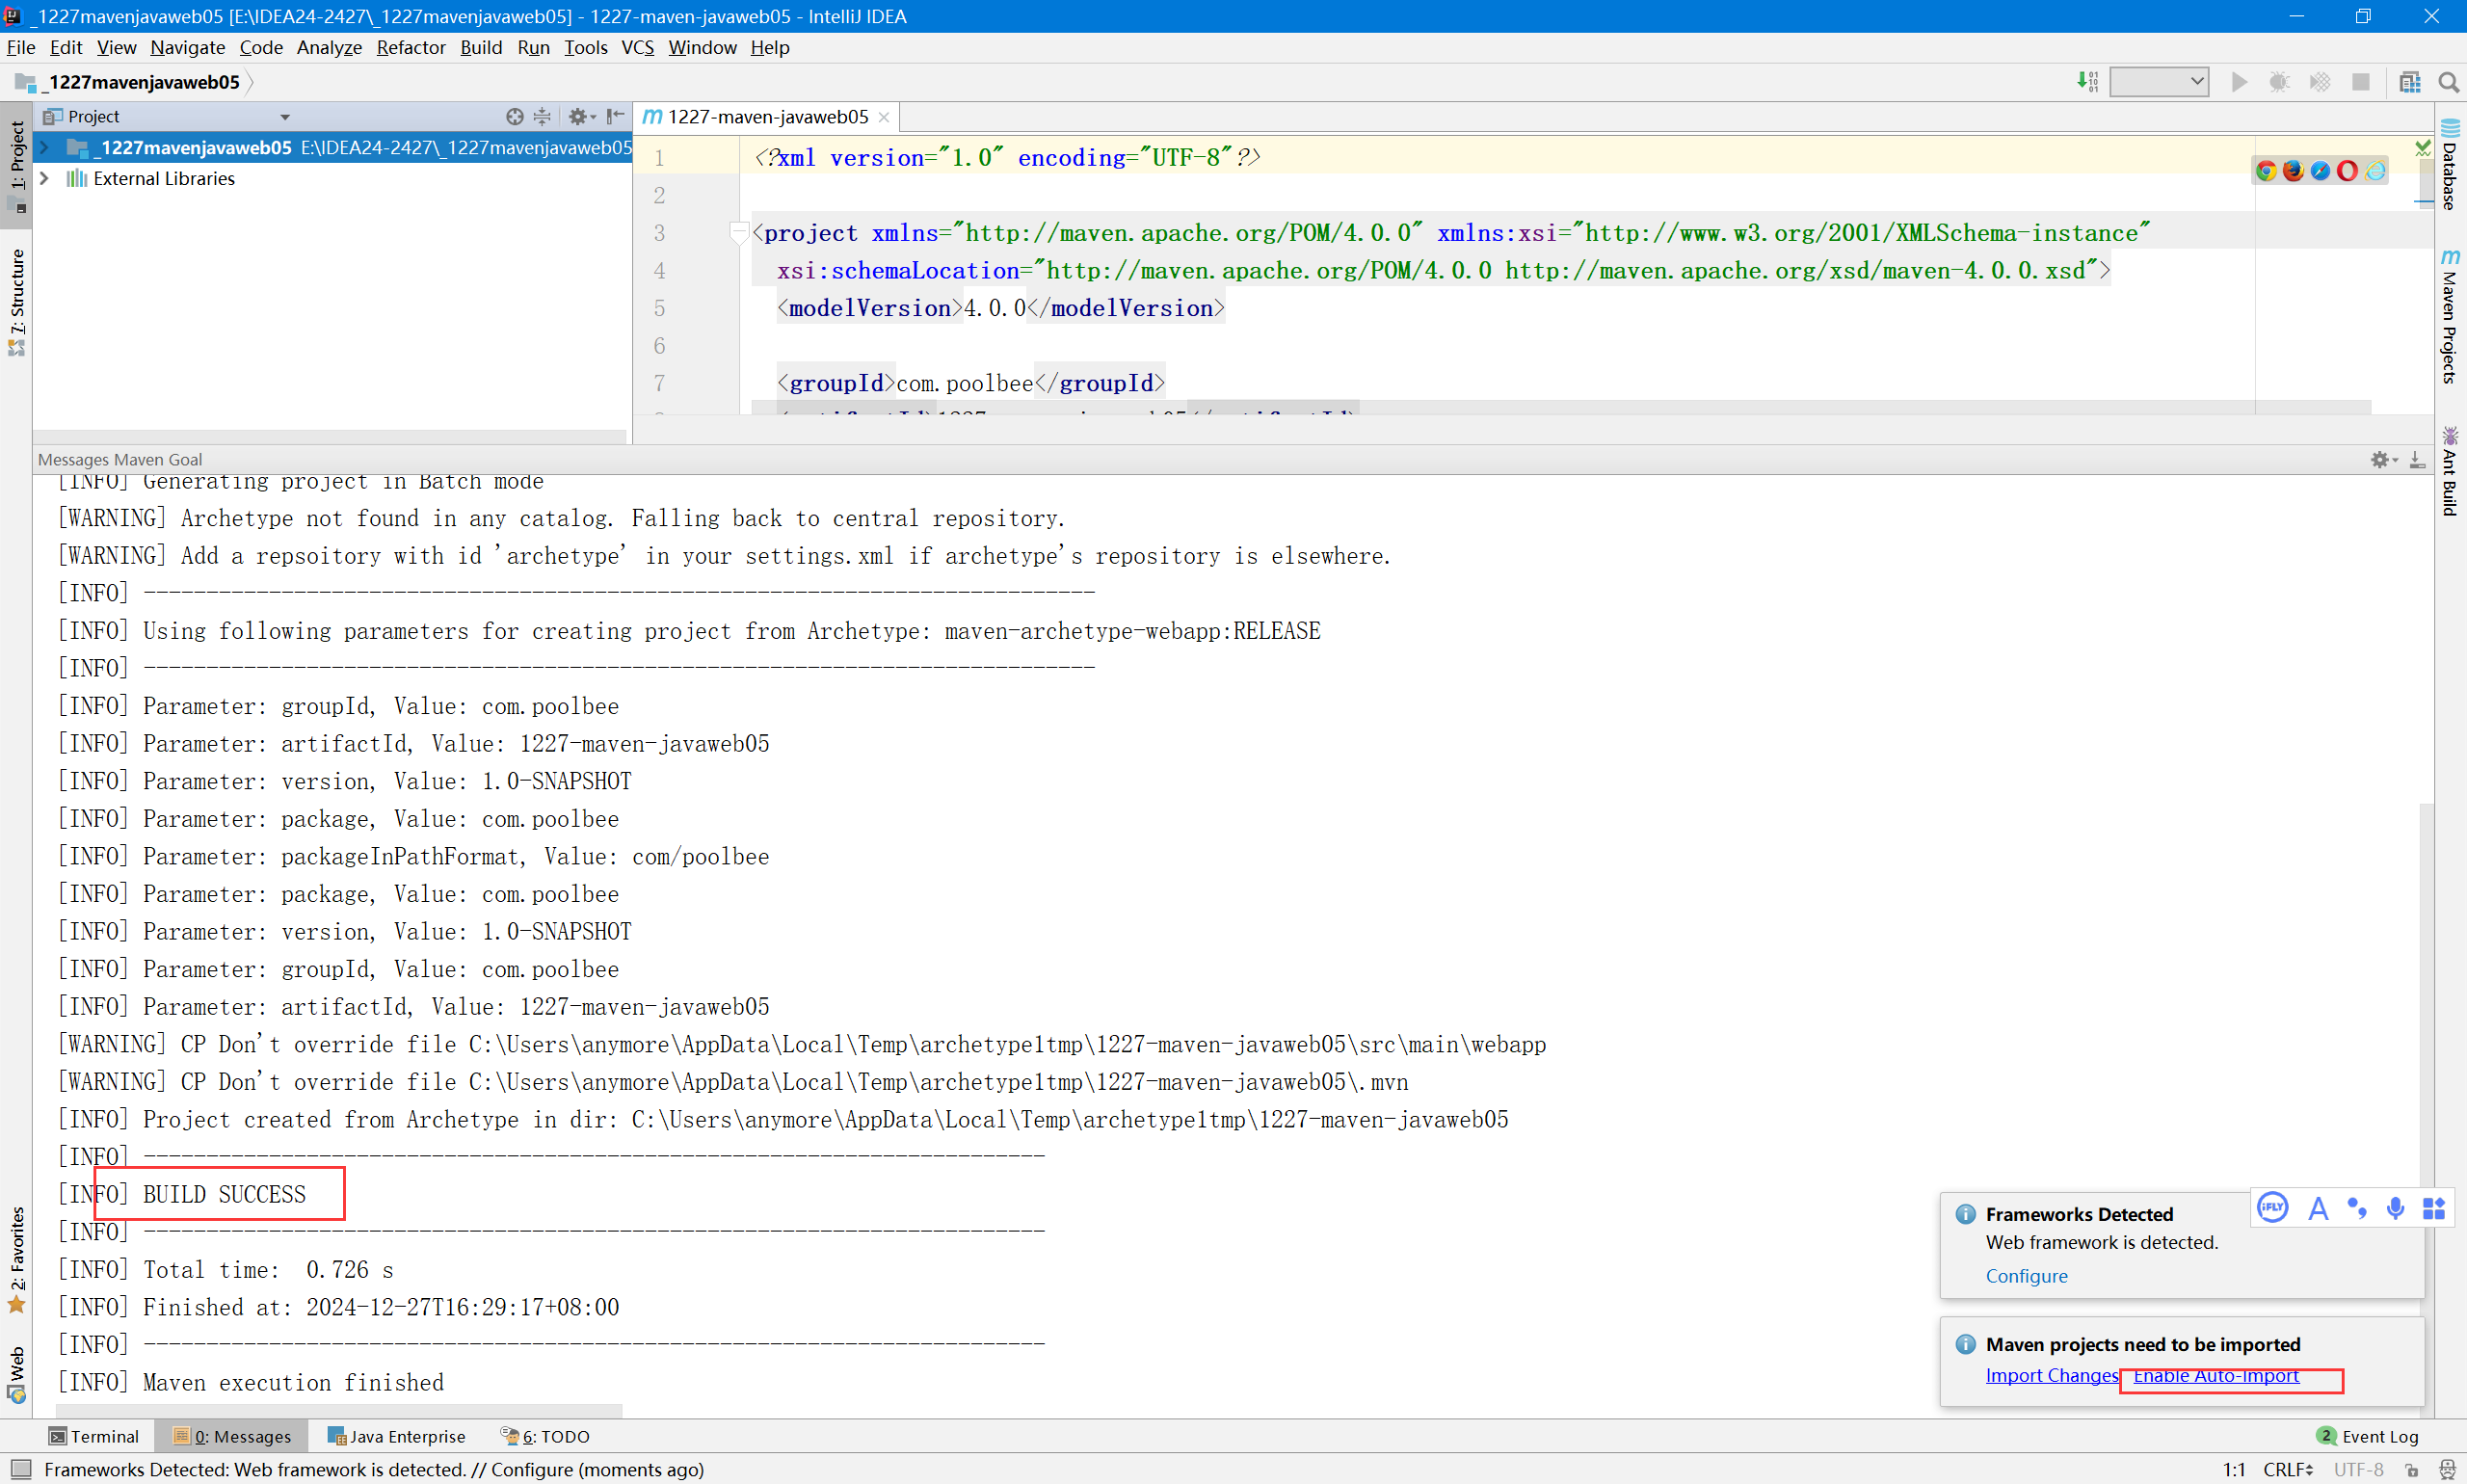 _1227mavenjavaweb05 [E:\IDEA24-2427\_1227mavenjavaweb05] - 1227-maven-javaweb05 - IntelliJ IDEA
File Edit View Navigate Code Analyze Refactor Build Run Tools VCS Window Help
_1227mavenjavaweb05
Project
1227-maven-javaweb05
_1227mavenjavaweb05 E:\IDEA24-2427\_1227mavenjavaweb05
External Libraries
1: Project
7: Structure
2: Favorites
Web
1 <?xml version="1.0" encoding="UTF-8"?>
2
3 <project xmlns="http://maven.apache.org/POM/4.0.0" xmlns:xsi="http://www.w3.org/2001/XMLSchema-instance"
4 xsi:schemaLocation="http://maven.apache.org/POM/4.0.0 http://maven.apache.org/xsd/maven-4.0.0.xsd">
5 <modelVersion>4.0.0</modelVersion>
6
7 <groupId>com.poolbee</groupId>
Database
Maven Projects
Ant Build
Messages Maven Goal
[INFO] Generating project in Batch mode
[WARNING] Archetype not found in any catalog. Falling back to central repository.
[WARNING] Add a repsoitory with id 'archetype' in your settings.xml if archetype's repository is elsewhere.
[INFO] ----------------------------------------------------------------------------
[INFO] Using following parameters for creating project from Archetype: maven-archetype-webapp:RELEASE
[INFO] ----------------------------------------------------------------------------
[INFO] Parameter: groupId, Value: com.poolbee
[INFO] Parameter: artifactId, Value: 1227-maven-javaweb05
[INFO] Parameter: version, Value: 1.0-SNAPSHOT
[INFO] Parameter: package, Value: com.poolbee
[INFO] Parameter: packageInPathFormat, Value: com/poolbee
[INFO] Parameter: package, Value: com.poolbee
[INFO] Parameter: version, Value: 1.0-SNAPSHOT
[INFO] Parameter: groupId, Value: com.poolbee
[INFO] Parameter: artifactId, Value: 1227-maven-javaweb05
[WARNING] CP Don't override file C:\Users\anymore\AppData\Local\Temp\archetype1tmp\1227-maven-javaweb05\src\main\webapp
[WARNING] CP Don't override file C:\Users\anymore\AppData\Local\Temp\archetype1tmp\1227-maven-javaweb05\.mvn
[INFO] Project created from Archetype in dir: C:\Users\anymore\AppData\Local\Temp\archetype1tmp\1227-maven-javaweb05
[INFO] ------------------------------------------------------------------------
[INFO] BUILD SUCCESS
[INFO] ------------------------------------------------------------------------
[INFO] Total time:  0.726 s
[INFO] Finished at: 2024-12-27T16:29:17+08:00
[INFO] ------------------------------------------------------------------------
[INFO] Maven execution finished
Frameworks Detected
Web framework is detected.
Configure
iFLY A
Maven projects need to be imported
Import Changes Enable Auto-Import
Terminal 0: Messages Java Enterprise 6: TODO 2 Event Log
Frameworks Detected: Web framework is detected. // Configure (moments ago) 1:1 CRLF UTF-8